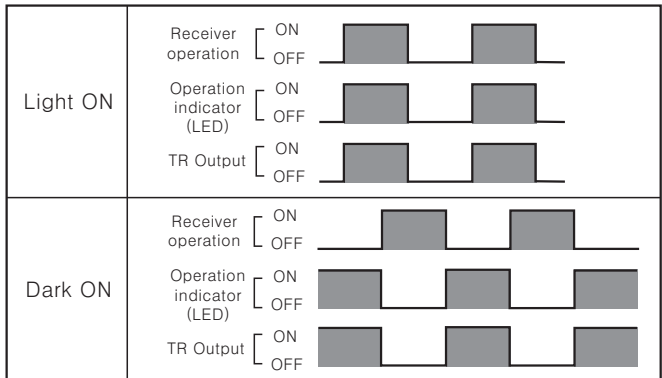 Light ON
Receiver
operation
ON
OFF
Operation
indicator
(LED)
ON
OFF
TR Output
ON
OFF
Dark ON
Receiver
operation
ON
OFF
Operation
indicator
(LED)
ON
OFF
TR Output
ON
OFF